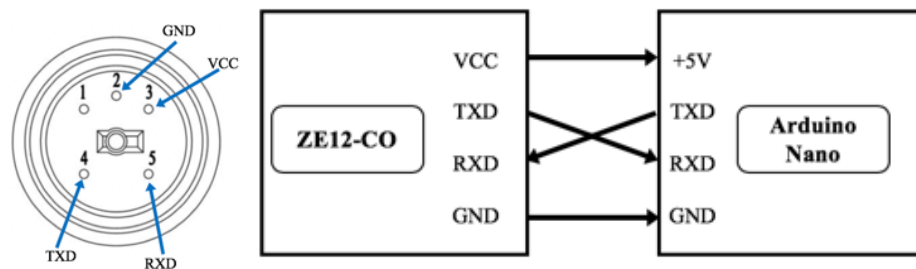 GND
VCC
1 2 3
4 5
TXD
RXD
VCC
TXD
RXD
GND
ZE12-CO
+5V
TXD
RXD
GND
Arduino
Nano